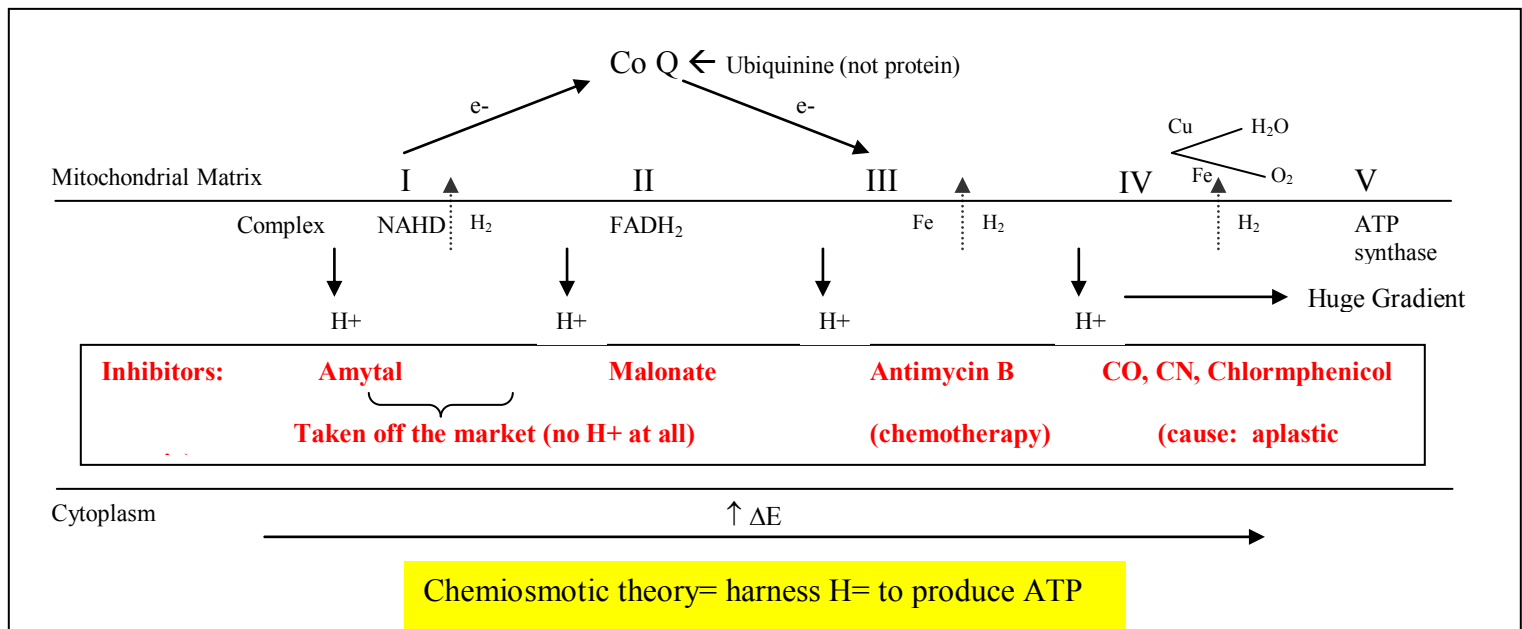 Co Q ← Ubiquinine (not protein)
e- e-
Cu H₂O
Mitochondrial Matrix I II III IV Fe O₂ V
Complex NAHD H₂ FADH₂ Fe H₂ H₂ ATP
synthase
Huge Gradient
H+ H+ H+ H+
Inhibitors: Amytal Malonate Antimycin B CO, CN, Chlormphenicol
Taken off the market (no H+ at all) (chemotherapy) (cause: aplastic
Cytoplasm
↑ ΔE
Chemiosmotic theory= harness H= to produce ATP